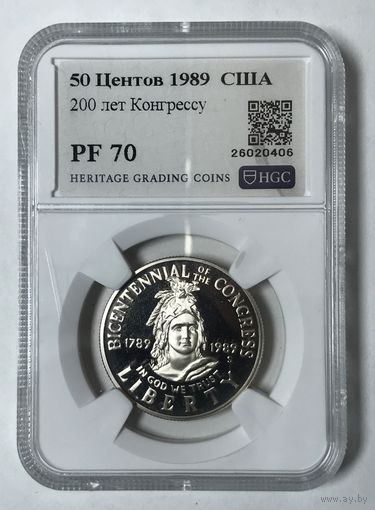 50 Центов 1989 США
200 лет Конгрессу
PF 70
26020406
HERITAGE GRADING COINS
HGC
BICENTENNIAL OF THE CONGRESS
1789 1989
IN GOD WE TRUST
LIBERTY
S
www.ay.by